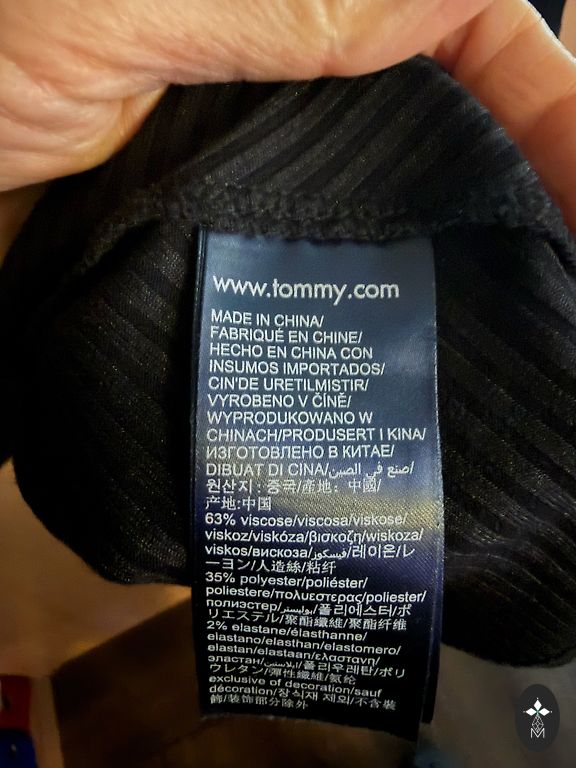 www.tommy.com
MADE IN CHINA/
FABRIQUÉ EN CHINE/
HECHO EN CHINA CON
INSUMOS IMPORTADOS/
CIN'DE URETILMISTIR/
VYROBENO V ČÍNĚ/
WYPRODUKOWANO W
CHINACH/PRODUSERT I KINA/
ИЗГОТОВЛЕНО В КИТАЕ/
DIBUAT DI CINA/صنع في الصين/
원산지: 중국/產地: 中國/
产地:中国
63% viscose/viscosa/viskose/
viskoz/viskóza/βισκοζη/wiskoza/
viskos/вискоза/فيسكوز/레이온/レ
ーヨン/人造絲/粘纤
35% polyester/poliéster/
poliestere/πολυεστερας/poliester/
полиэстер/بوليستر/폴리에스터/ポ
リエステル/聚酯纖維/聚酯纤维
2% elastane/élasthanne/
elastano/elasthan/elastomero/
elastan/elastaan/ελαστανη/
эластан/ايلاستين/폴리우레탄/ポリ
ウレタン/彈性纖維/氨纶
exclusive of decoration/sauf
décoration/장식재 제외/不含裝
飾/装饰部分除外
M